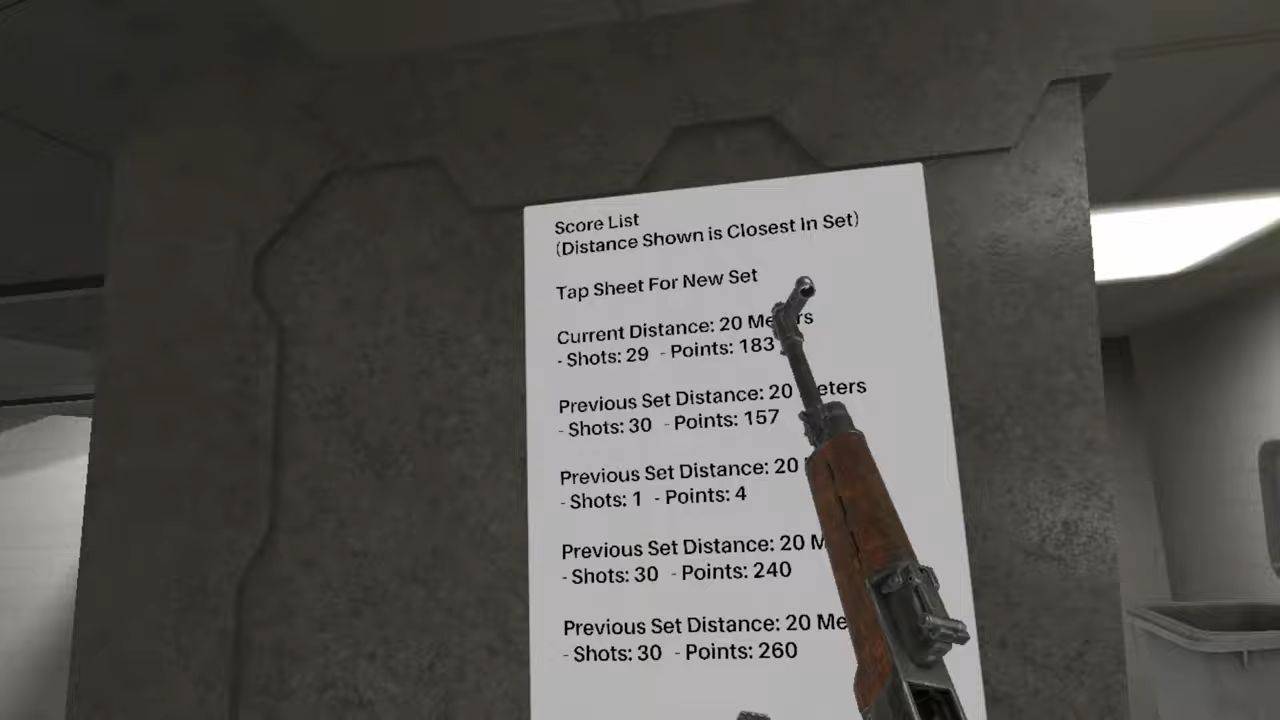 Score List
(Distance Shown is Closest In Set)
Tap Sheet For New Set
Current Distance: 20
- Shots: 29 - Points: 183
Previous Set Distance: 20
- Shots: 30 - Points: 157
Previous Set Distance: 20
- Shots: 1 - Points: 4
Previous Set Distance: 20
- Shots: 30 - Points: 240
Previous Set Distance: 20
- Shots: 30 - Points: 260